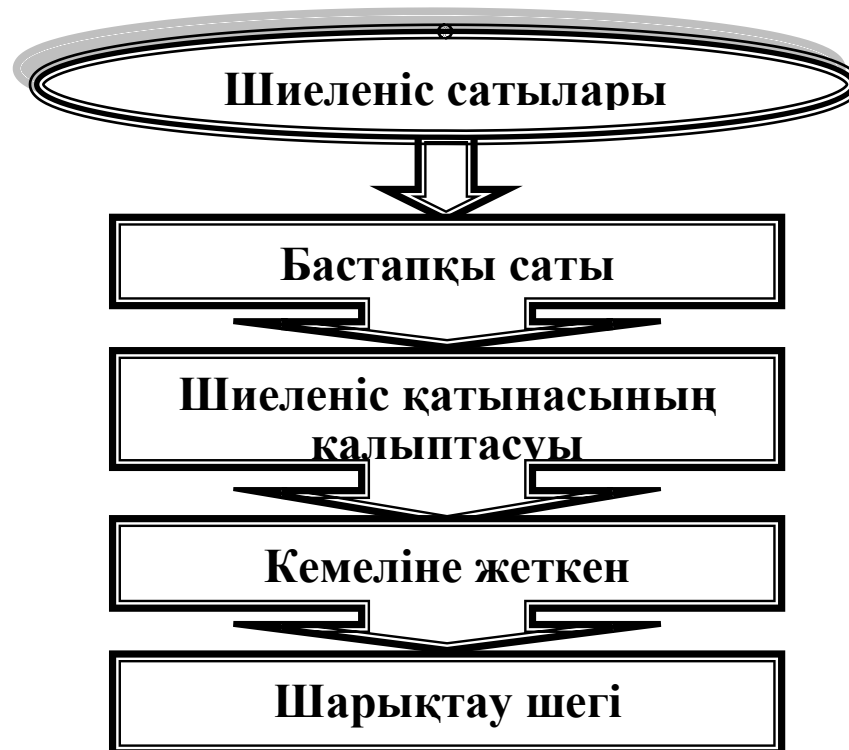 Шиеленіс сатылары
Бастапқы саты
Шиеленіс қатынасының
қалыптасуы
Кемеліне жеткен
Шарықтау шегі